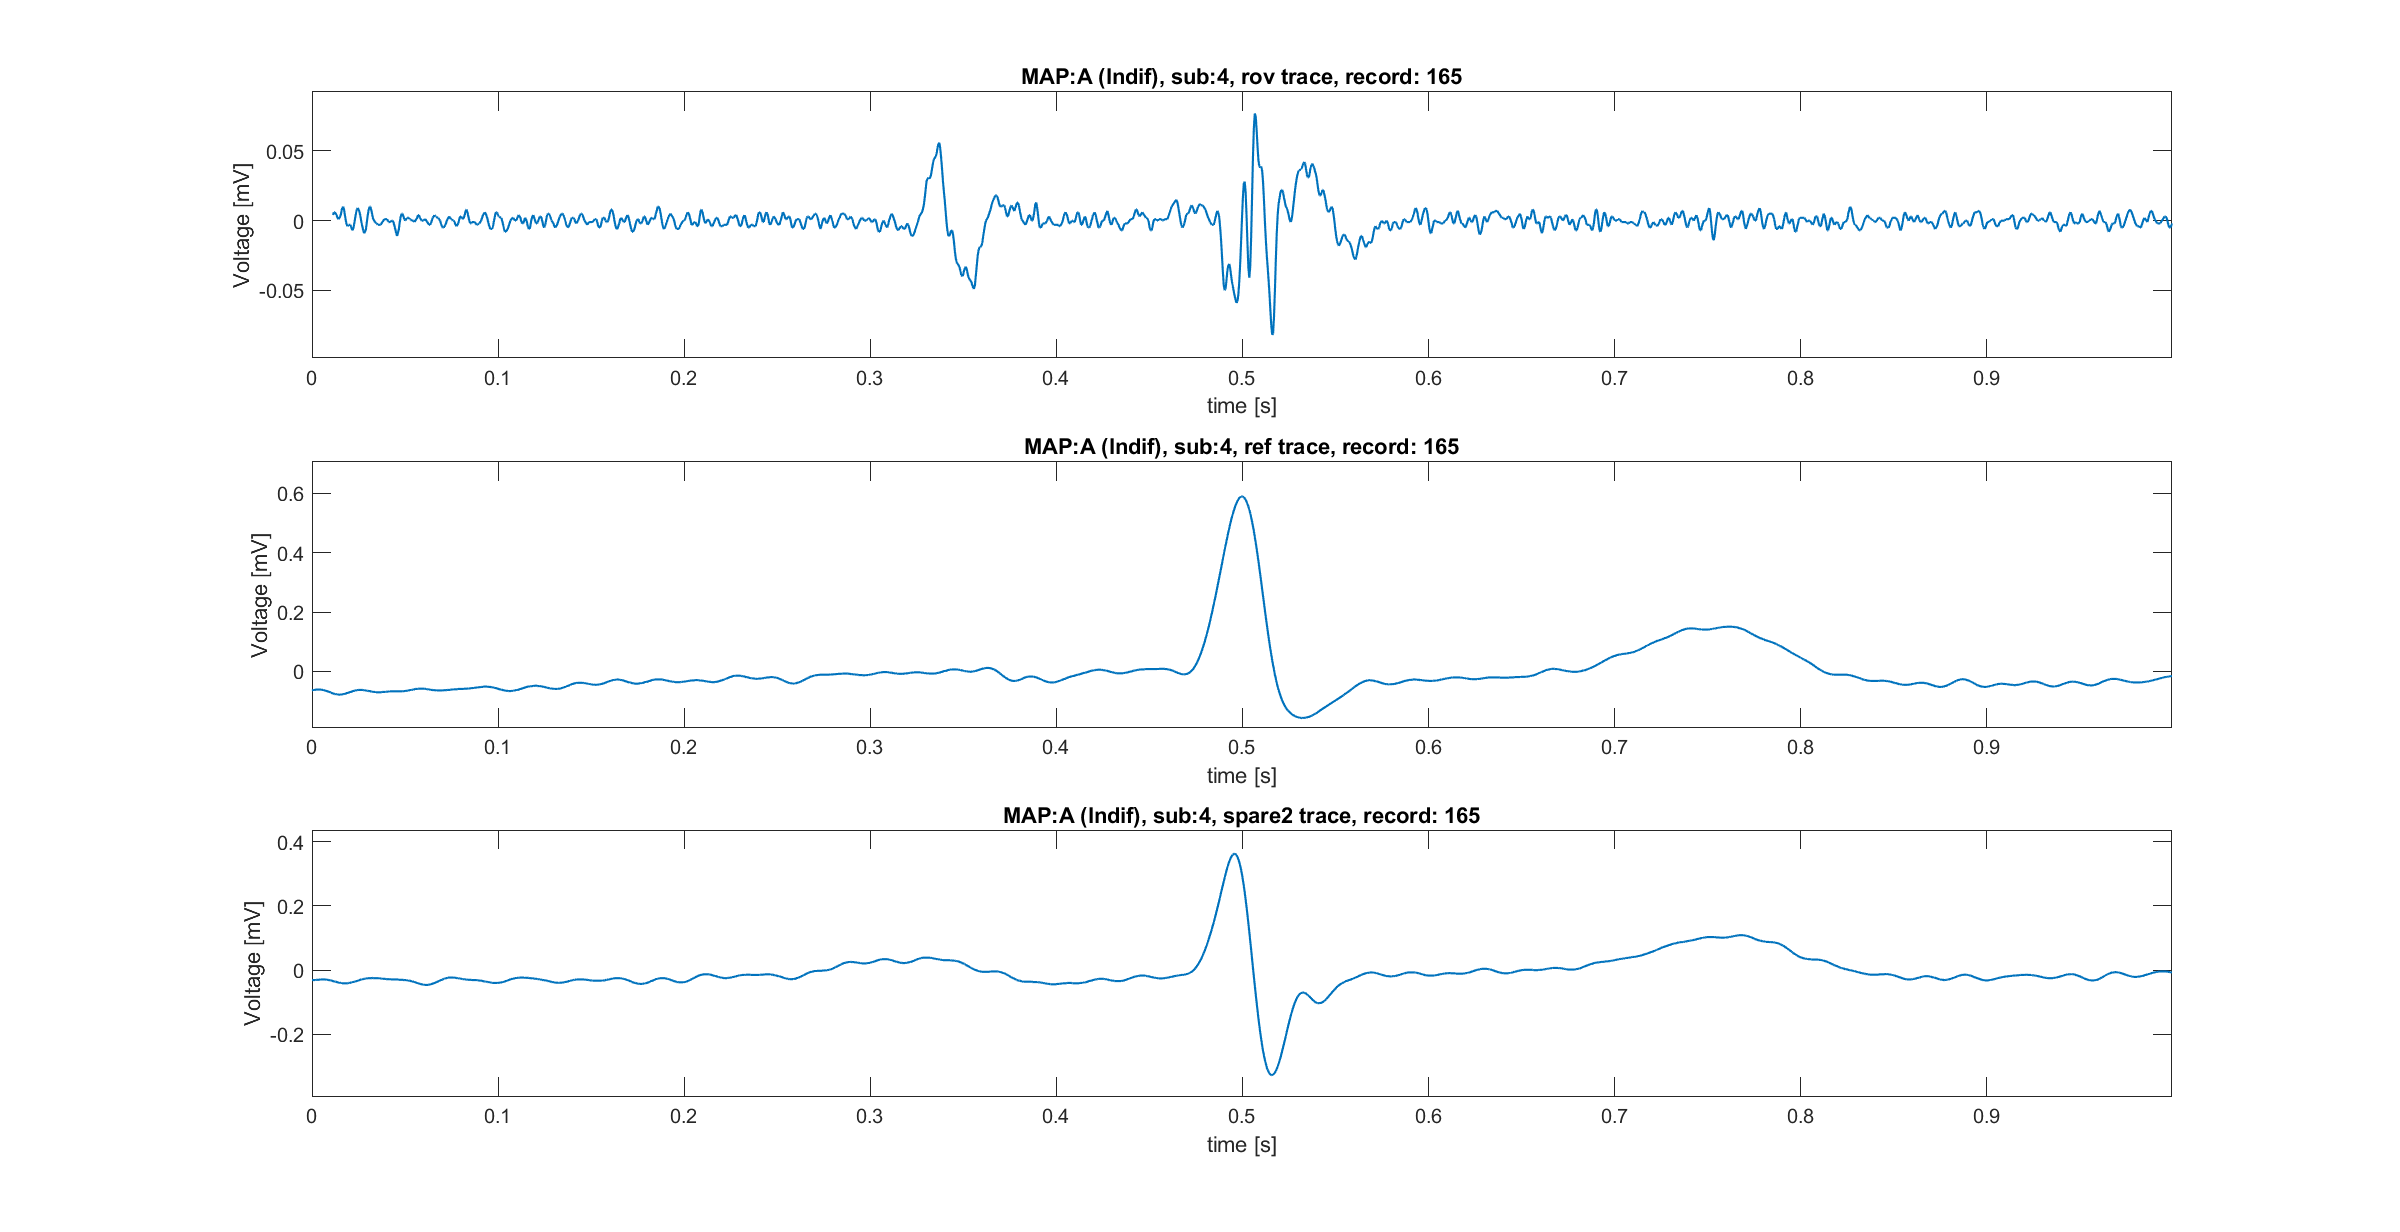 MAP:A (Indif), sub:4, rov trace, record: 165
Voltage [mV]
0.05
0
-0.05
0 0.1 0.2 0.3 0.4 0.5 0.6 0.7 0.8 0.9
time [s]
MAP:A (Indif), sub:4, ref trace, record: 165
Voltage [mV]
0.6
0.4
0.2
0
0 0.1 0.2 0.3 0.4 0.5 0.6 0.7 0.8 0.9
time [s]
MAP:A (Indif), sub:4, spare2 trace, record: 165
Voltage [mV]
0.4
0.2
0
-0.2
0 0.1 0.2 0.3 0.4 0.5 0.6 0.7 0.8 0.9
time [s]